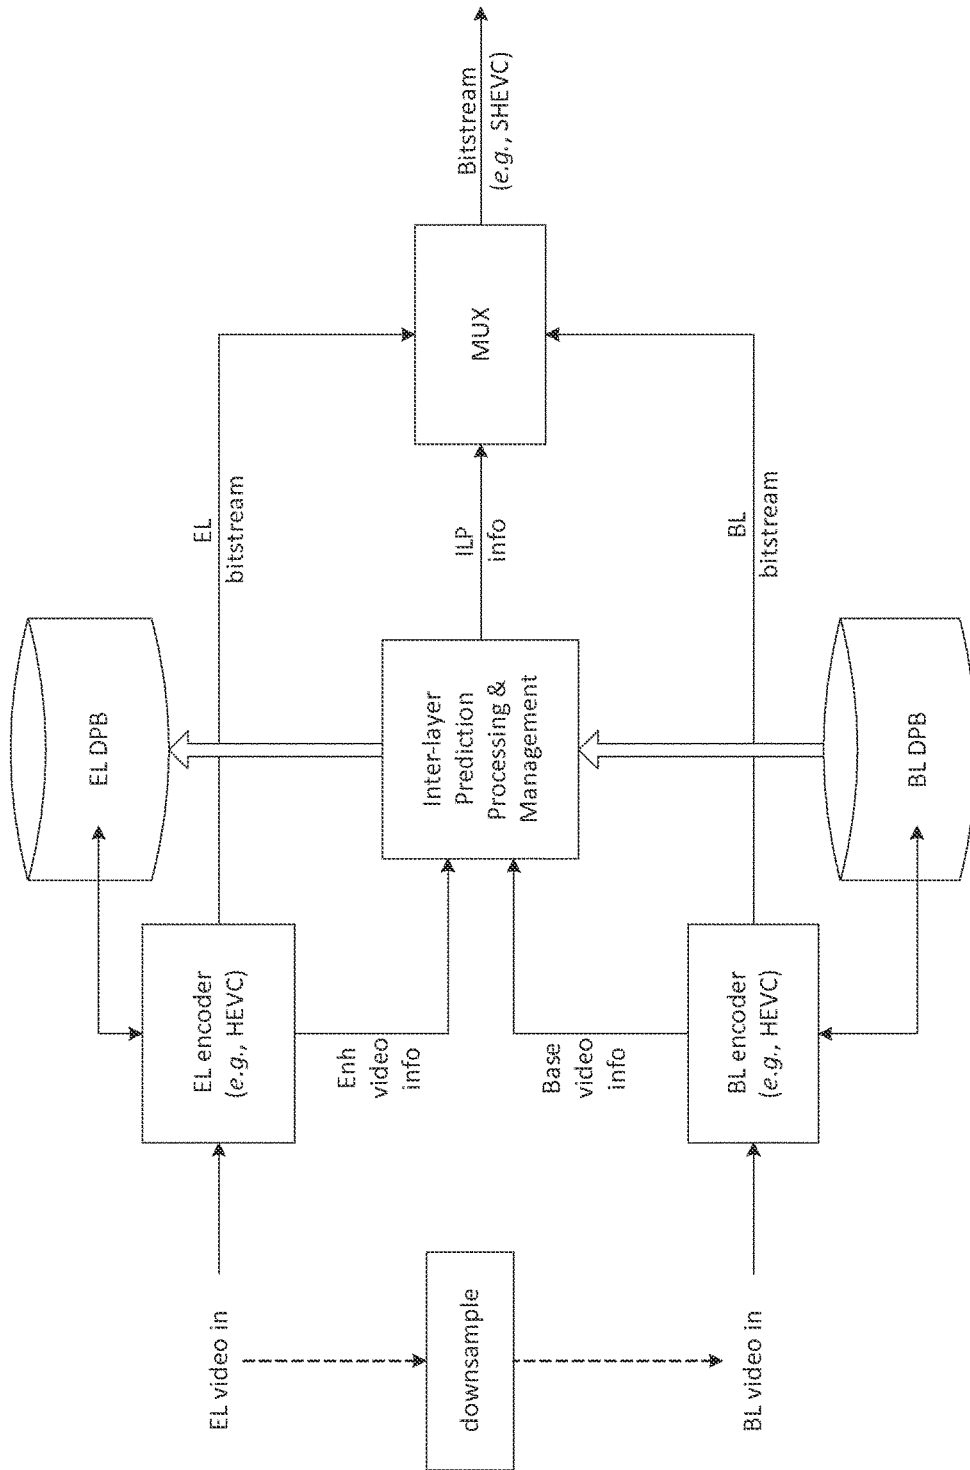 EL video in
downsample
BL video in
EL encoder
(e.g., HEVC)
Enh
video
info
Base
video
info
BL encoder
(e.g., HEVC)
EL DPB
Inter-layer
Prediction
Processing &
Management
BL DPB
EL
bitstream
ILP
info
BL
bitstream
MUX
Bitstream
(e.g., SHEVC)